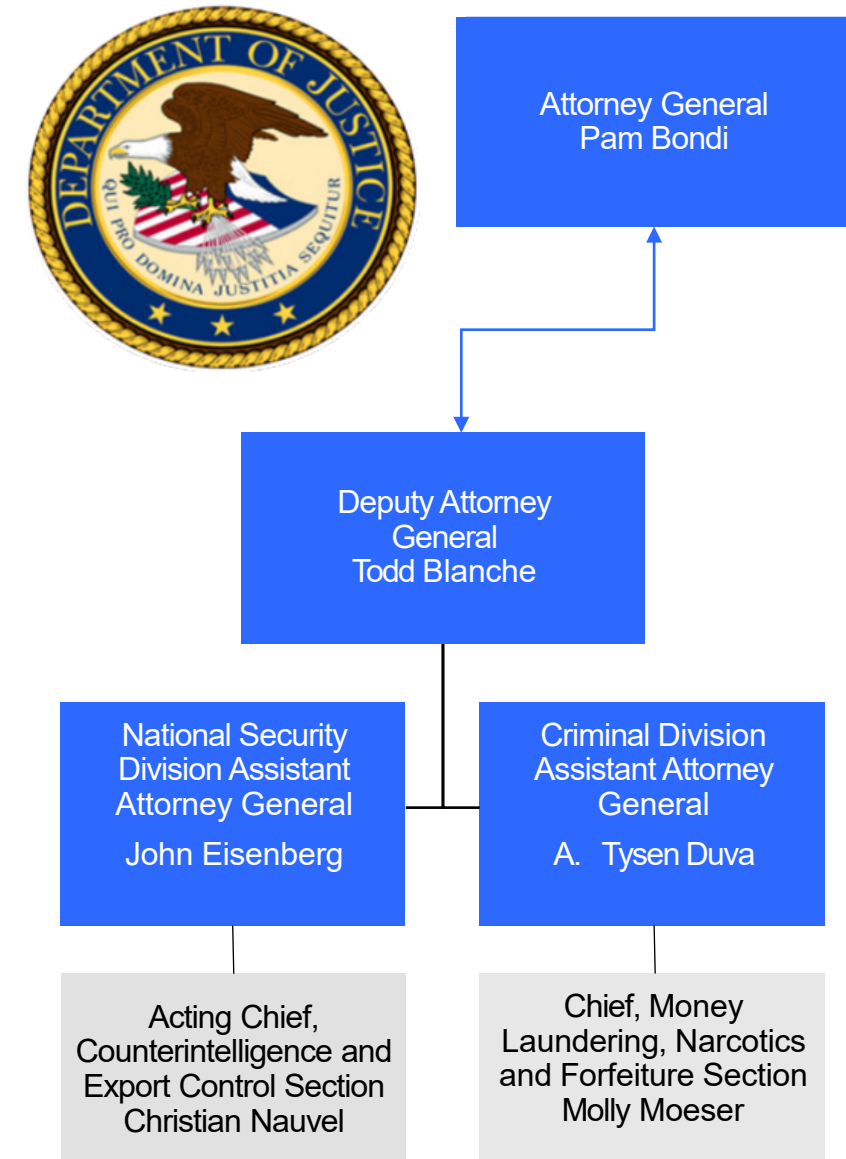 DEPARTMENT OF JUSTICE
QUI PRO DOMINA JUSTITIA SEQUITUR
Attorney General
Pam Bondi
Deputy Attorney
General
Todd Blanche
National Security
Division Assistant
Attorney General
John Eisenberg
Criminal Division
Assistant Attorney
General
A. Tysen Duva
Acting Chief,
Counterintelligence and
Export Control Section
Christian Nauvel
Chief, Money
Laundering, Narcotics
and Forfeiture Section
Molly Moeser